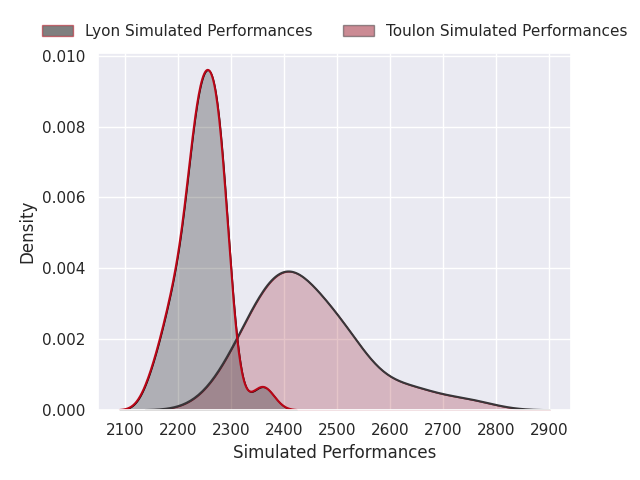 Lyon Simulated Performances Toulon Simulated Performances
0.010
0.008
0.006
0.004
0.002
0.000
Density
2100 2200 2300 2400 2500 2600 2700 2800 2900
Simulated Performances